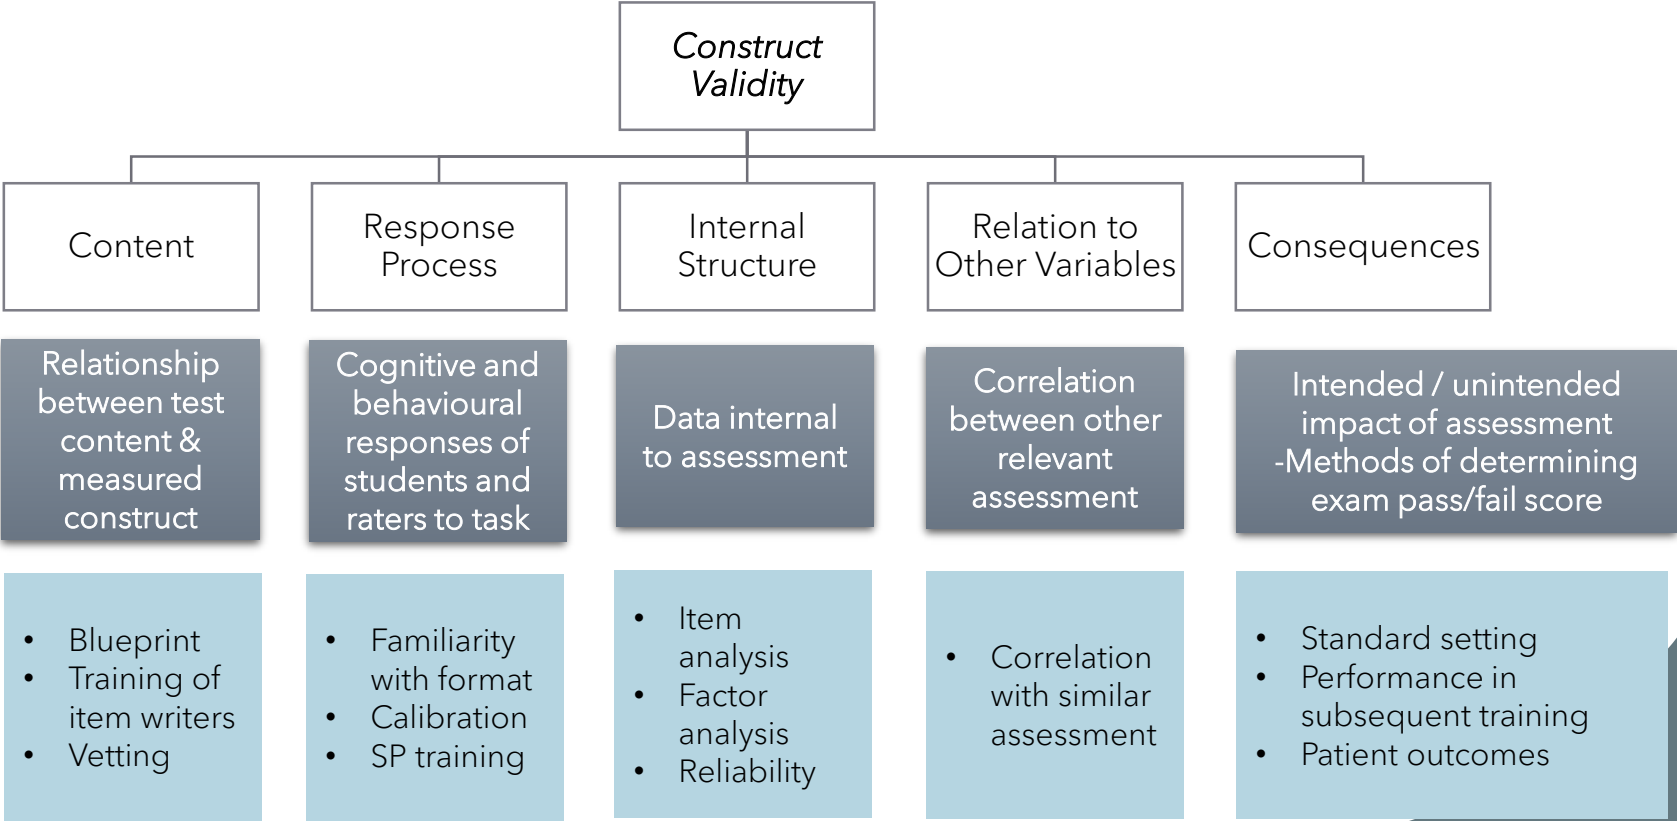 Construct
Validity
Content
Response
Process
Internal
Structure
Relation to
Other Variables
Consequences
Relationship
between test
content &
measured
construct
Cognitive and
behavioural
responses of
students and
raters to task
Data internal
to assessment
Correlation
between other
relevant
assessment
Intended / unintended
impact of assessment
-Methods of determining
exam pass/fail score
• Blueprint
• Training of
item writers
• Vetting
• Familiarity
with format
• Calibration
• SP training
• Item
analysis
• Factor
analysis
• Reliability
• Correlation
with similar
assessment
• Standard setting
• Performance in
subsequent training
• Patient outcomes